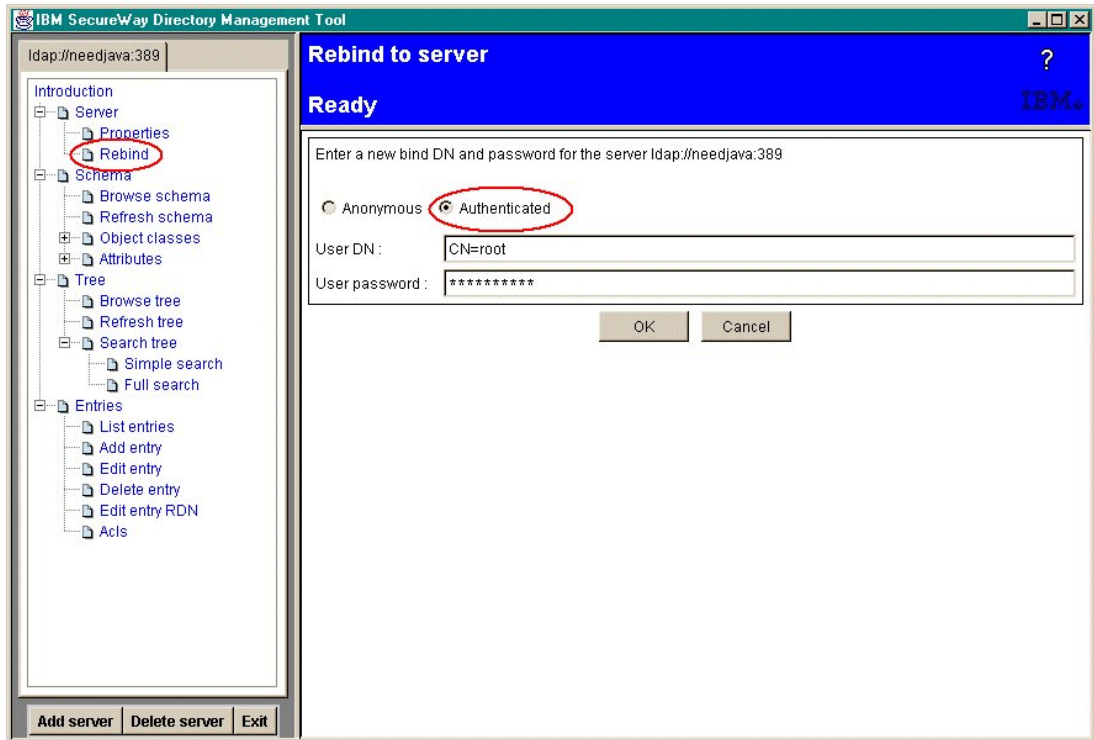 IBM SecureWay Directory Management Tool
ldap://needjava:389
Introduction
Server
Properties
Rebind
Schema
Browse schema
Refresh schema
Object classes
Attributes
Tree
Browse tree
Refresh tree
Search tree
Simple search
Full search
Entries
List entries
Add entry
Edit entry
Delete entry
Edit entry RDN
Acls
Add server Delete server Exit
Rebind to server
?
Ready
IBM®
Enter a new bind DN and password for the server ldap://needjava:389
Anonymous Authenticated
User DN : CN=root
User password : **********
OK Cancel